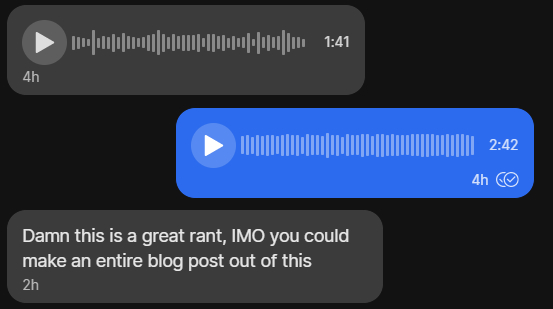 1:41
4h
2:42
4h
Damn this is a great rant, IMO you could
make an entire blog post out of this
2h